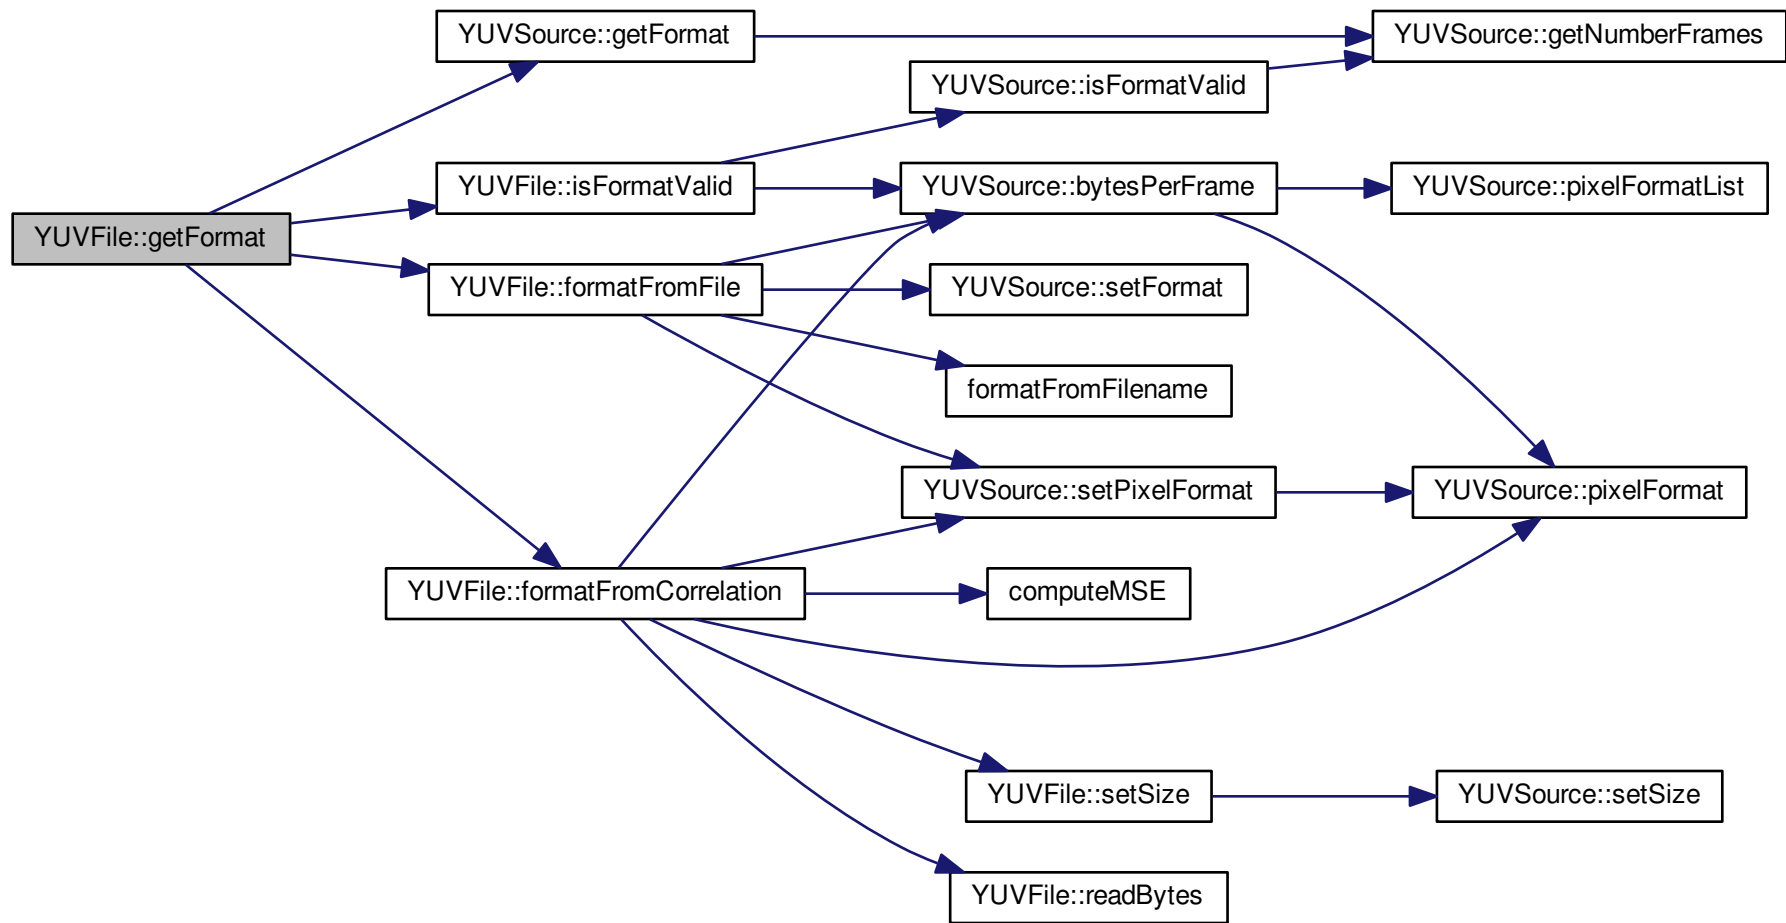 YUVSource::getFormat
YUVSource::getNumberFrames
YUVSource::isFormatValid
YUVFile::isFormatValid
YUVSource::bytesPerFrame
YUVSource::pixelFormatList
YUVFile::getFormat
YUVFile::formatFromFile
YUVSource::setFormat
formatFromFilename
YUVSource::setPixelFormat
YUVSource::pixelFormat
YUVFile::formatFromCorrelation
computeMSE
YUVFile::setSize
YUVSource::setSize
YUVFile::readBytes